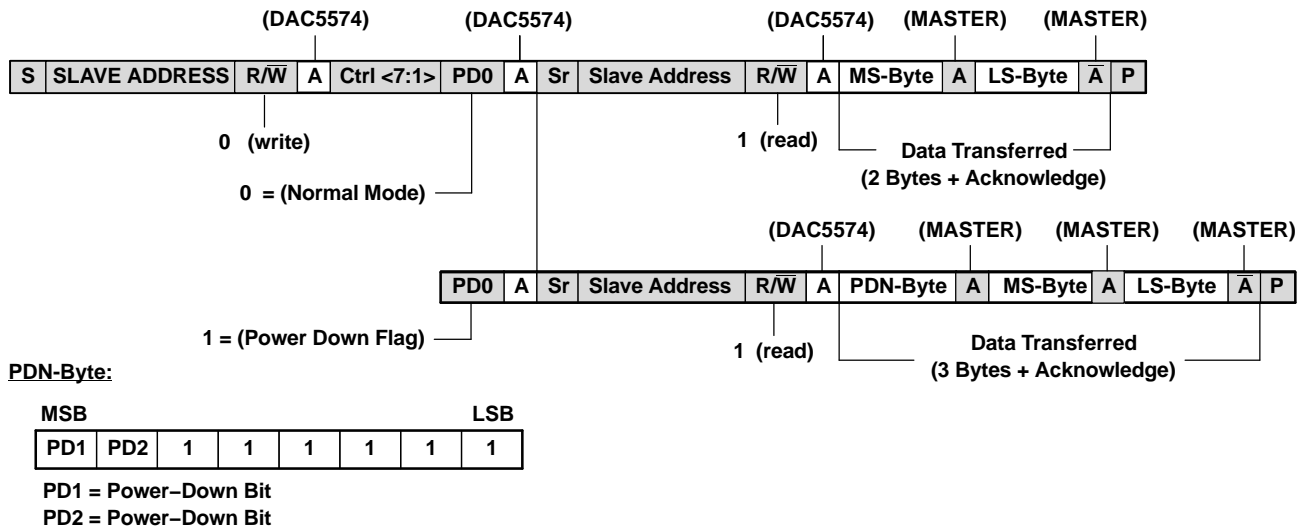 (DAC5574) (DAC5574) (DAC5574) (MASTER) (MASTER)
S SLAVE ADDRESS R/W̅ A Ctrl <7:1> PD0 A Sr Slave Address R/W̅ A MS-Byte A LS-Byte A̅ P
0 (write) 1 (read) Data Transferred
(2 Bytes + Acknowledge)
0 = (Normal Mode)
(DAC5574) (MASTER) (MASTER) (MASTER)
PD0 A Sr Slave Address R/W̅ A PDN-Byte A MS-Byte A LS-Byte A̅ P
1 = (Power Down Flag) 1 (read) Data Transferred
(3 Bytes + Acknowledge)
PDN-Byte:
MSB LSB
PD1 PD2 1 1 1 1 1 1
PD1 = Power–Down Bit
PD2 = Power–Down Bit